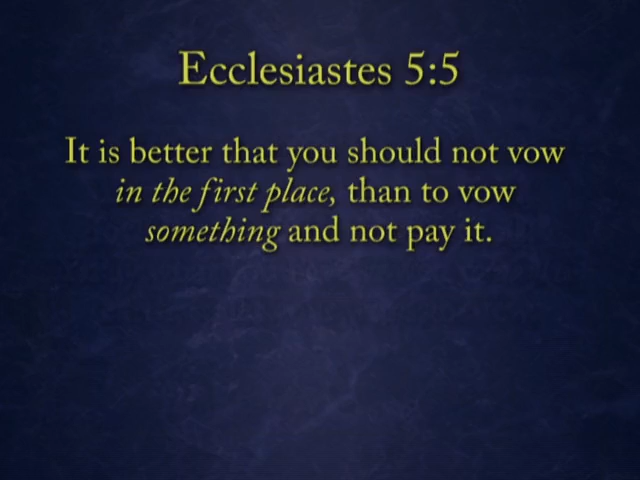 Ecclesiastes 5:5
It is better that you should not vow
in the first place, than to vow
something and not pay it.